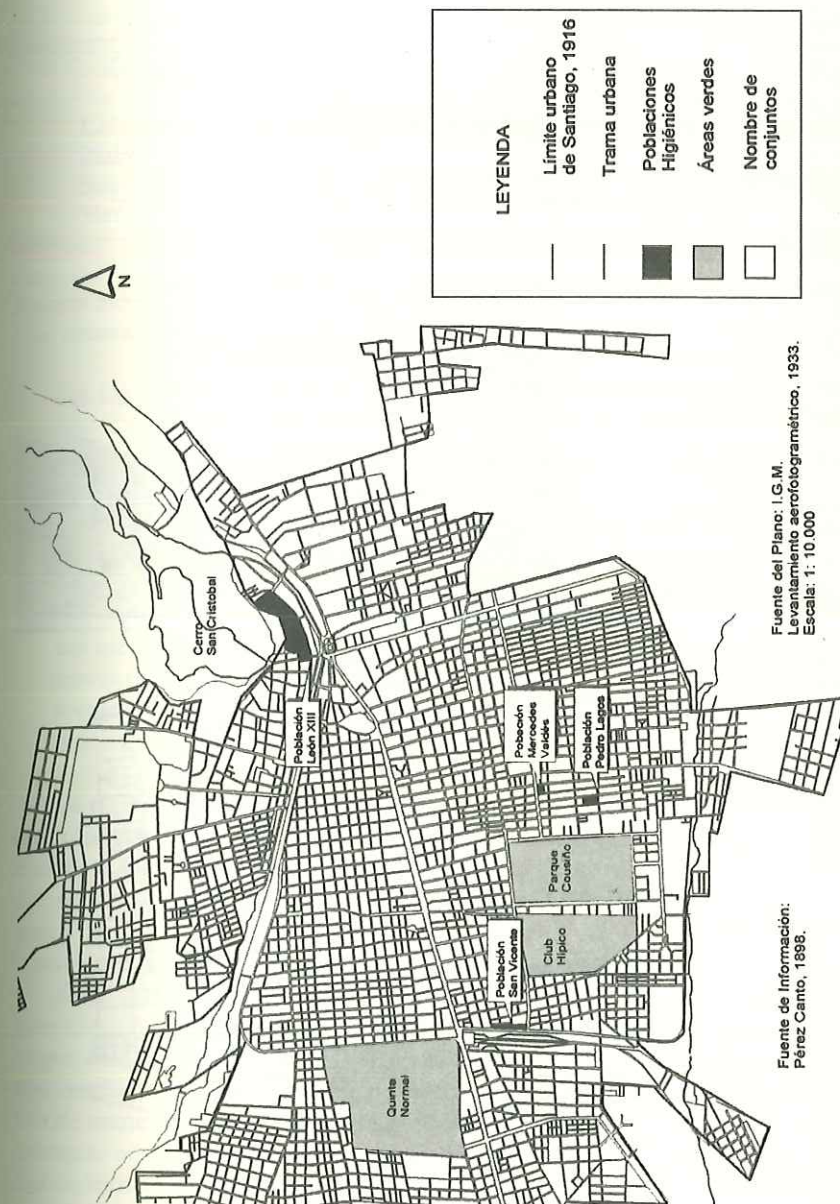 N
Cerro
San Cristobal
Población
León XIII
Pobeción
Mercedes
Valdés
Población
Pedro Lagos
Parque
Cousiño
Club
Hípico
Población
San Vicente
Quinta
Normal
LEYENDA
Límite urbano
de Santiago, 1916
Trama urbana
Poblaciones
Higiénicos
Áreas verdes
Nombre de
conjuntos
Fuente del Plano: I.G.M.
Levantamiento aerofotogramétrico, 1933.
Escala: 1: 10.000
Fuente de Información:
Pérez Canto, 1898.